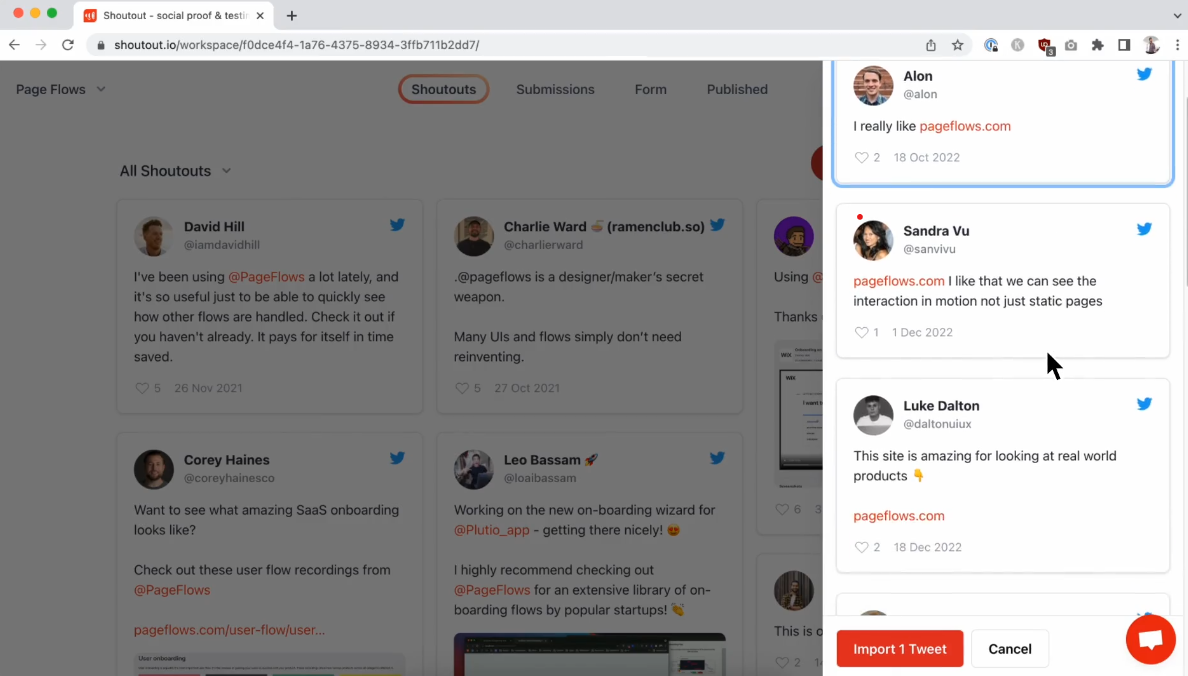 Shoutout - social proof & testi
shoutout.io/workspace/f0dce4f4-1a76-4375-8934-3ffb711b2dd7/
3
Page Flows
Shoutouts
Submissions
Form
Published
All Shoutouts
David Hill
@iamdavidhill
I've been using @PageFlows a lot lately, and
it's so useful just to be able to quickly see
how other flows are handled. Check it out if
you haven't already. It pays for itself in time
saved.
5 26 Nov 2021
Charlie Ward 🍜 (ramenclub.so)
@charlierward
.@pageflows is a designer/maker's secret
weapon.
Many UIs and flows simply don't need
reinventing.
5 27 Oct 2021
Using
Thanks
WiX
WiX
6 3
Corey Haines
@coreyhainesco
Want to see what amazing SaaS onboarding
looks like?
Check out these user flow recordings from
@PageFlows
pageflows.com/user-flow/user...
User onboarding
Leo Bassam 🚀
@loaibassam
Working on the new on-boarding wizard for
@Plutio_app - getting there nicely! 😍
I highly recommend checking out
@PageFlows for an extensive library of on-
boarding flows by popular startups! 👏
This is o
2
Alon
@alon
I really like pageflows.com
2 18 Oct 2022
Sandra Vu
@sanvivu
pageflows.com I like that we can see the
interaction in motion not just static pages
1 1 Dec 2022
Luke Dalton
@daltonuiux
This site is amazing for looking at real world
products 👇
pageflows.com
2 18 Dec 2022
Import 1 Tweet
Cancel